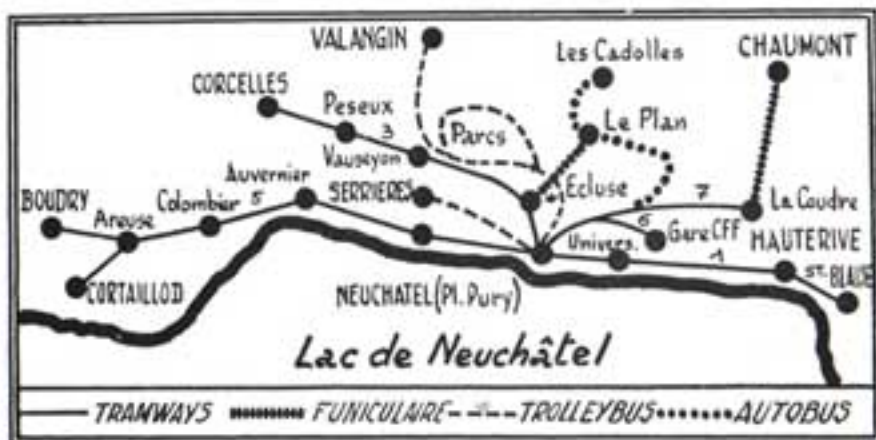 VALANGIN
Les Cadolles
CHAUMONT
CORCELLES
Peseux
3
Parcs
Le Plan
Vauseyon
Auvernier
SERRIÈRES
Ecluse
7
BOUDRY
Areuse
Colombier
5
6
La Coudre
Univers.
Gare CFF
HAUTERIVE
1
ST. BLAISE
CORTAILLOD
NEUCHATEL (Pl. Pury)
Lac de Neuchâtel
TRAMWAYS FUNICULAIRE TROLLEYBUS AUTOBUS